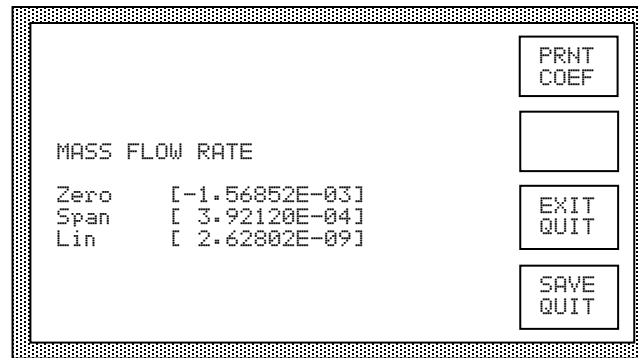 PRNT
COEF
MASS FLOW RATE
Zero [-1.56852E-03]
Span [ 3.92120E-04]
Lin [ 2.62802E-09]
EXIT
QUIT
SAVE
QUIT